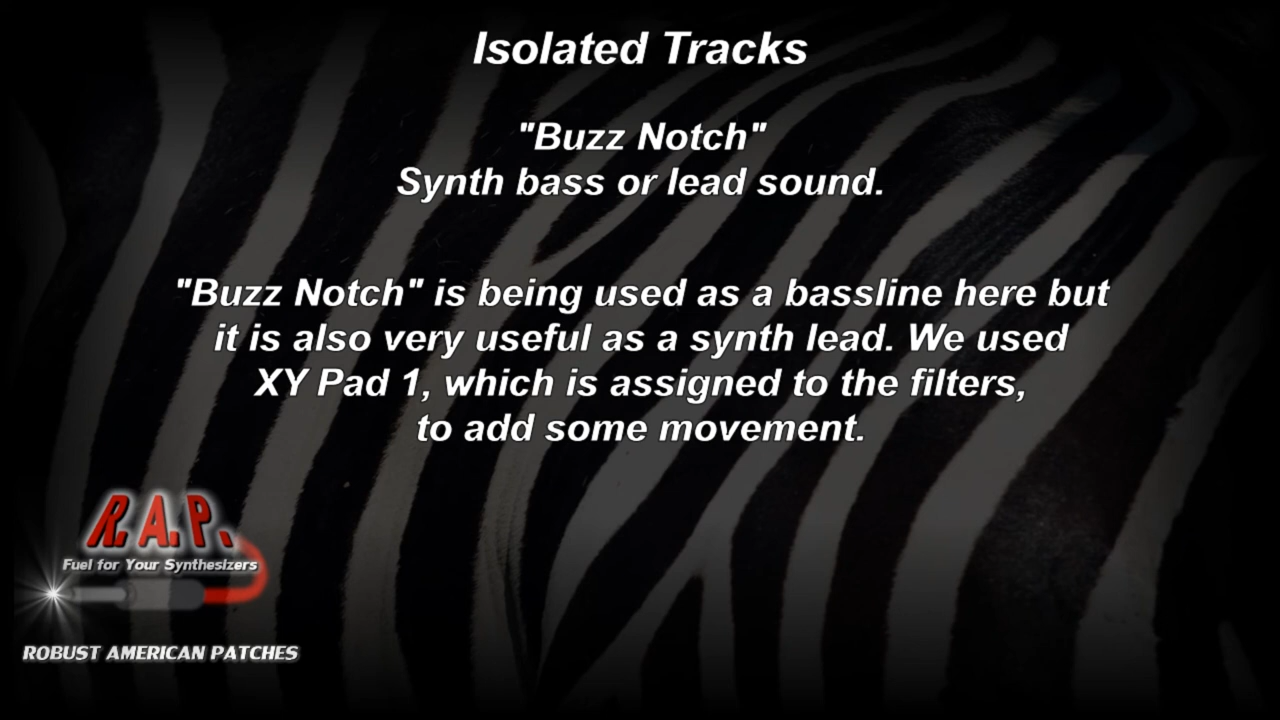 Isolated Tracks
"Buzz Notch"
Synth bass or lead sound.
"Buzz Notch" is being used as a bassline here but
it is also very useful as a synth lead. We used
XY Pad 1, which is assigned to the filters,
to add some movement.
R.A.P.
Fuel for Your Synthesizers
ROBUST AMERICAN PATCHES